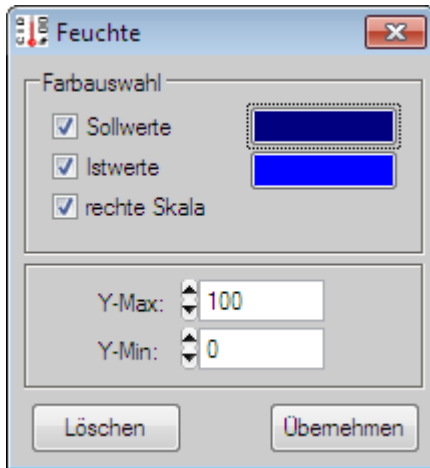 Feuchte
Farbauswahl
Sollwerte
Istwerte
rechte Skala
Y-Max: 100
Y-Min: 0
Löschen Übernehmen